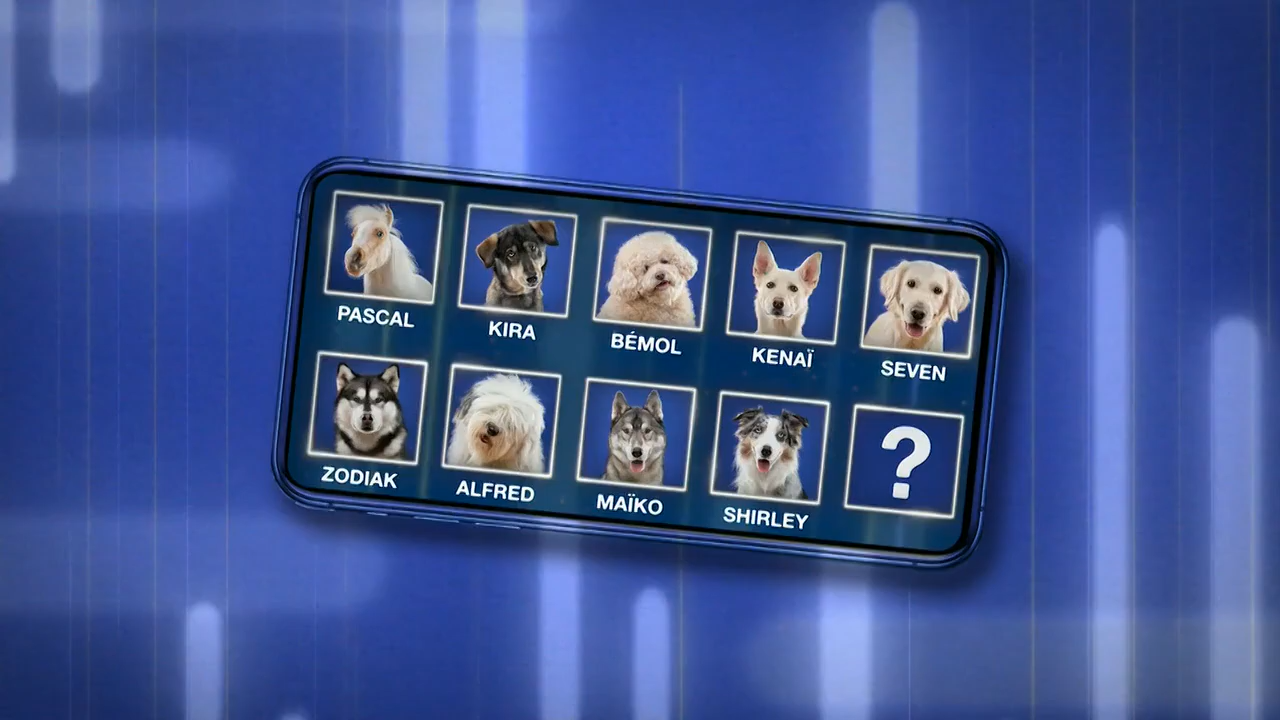 PASCAL
KIRA
BÉMOL
KENAÏ
SEVEN
ZODIAK
ALFRED
MAÏKO
SHIRLEY
?